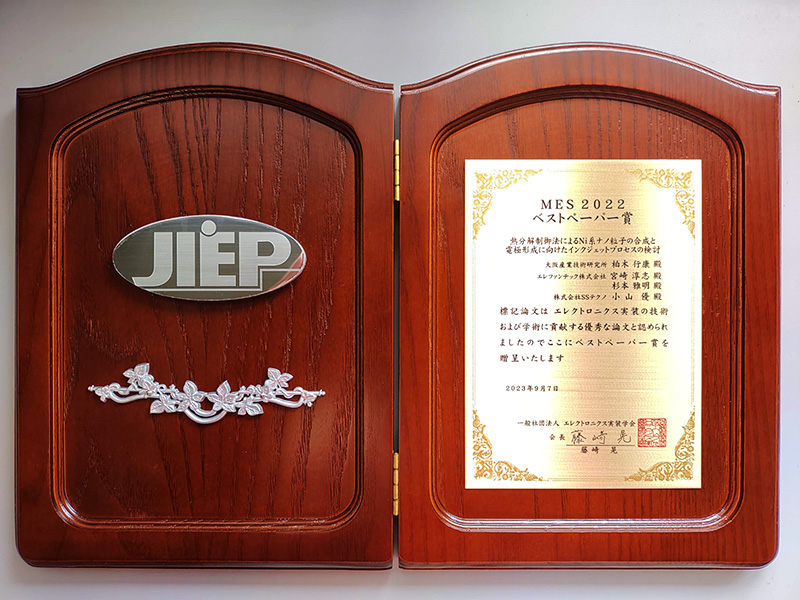 JIEP
MES 2022
ベストペーパー賞
熱分解制御法によるNi系ナノ粒子の合成と
電極形成に向けたインクジェットプロセスの検討
大阪産業技術研究所 柏木 行康 殿
エレファンテック株式会社 宮﨑 淳志 殿
杉本 雅明 殿
株式会社SSテクノ 小山 優 殿
標記論文は エレクトロニクス実装の技術
および学術に貢献する優秀な論文と認められ
ましたのでここにベストペーパー賞を
贈呈いたします
2023年9月7日
一般社団法人 エレクトロニクス実装学会
会長 藤崎晃
藤崎 晃